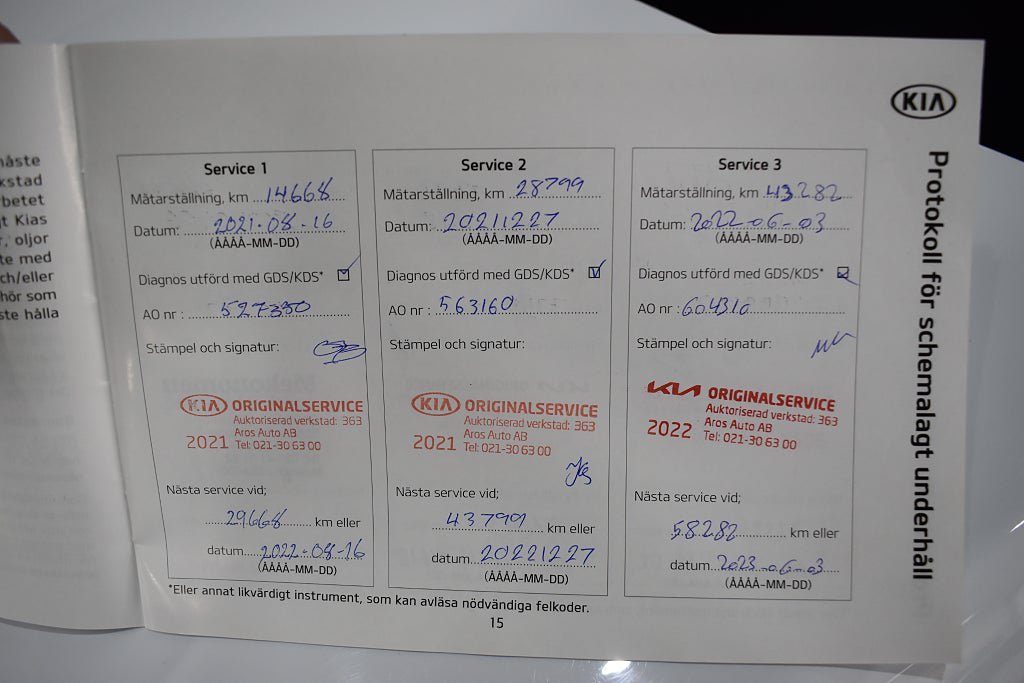 åste
kstad
rbetet
gt Kias
r, oljor
te med
ch/eller
hör som
ste hålla
KIA
Protokoll för schemalagt underhåll
Service 1
Mätarställning, km 14668
Datum: 2021-08-16
(ÅÅÅÅ-MM-DD)
Diagnos utförd med GDS/KDS*
AO nr : 527350
Stämpel och signatur:
KIA ORIGINALSERVICE
Auktoriserad verkstad: 363
Aros Auto AB
2021 Tel: 021-30 63 00
Nästa service vid;
29668 km eller
datum 2022-08-16
(ÅÅÅÅ-MM-DD)
Service 2
Mätarställning, km 28799
Datum: 20211227
(ÅÅÅÅ-MM-DD)
Diagnos utförd med GDS/KDS*
AO nr : 563160
Stämpel och signatur:
KIA ORIGINALSERVICE
Auktoriserad verkstad: 363
Aros Auto AB
2021 Tel: 021-30 63 00
Nästa service vid;
43799 km eller
datum 20221227
(ÅÅÅÅ-MM-DD)
Service 3
Mätarställning, km 43282
Datum: 2022-06-03
(ÅÅÅÅ-MM-DD)
Diagnos utförd med GDS/KDS*
AO nr : 604310
Stämpel och signatur:
KIA ORIGINALSERVICE
Auktoriserad verkstad: 363
Aros Auto AB
2022 Tel: 021-30 63 00
Nästa service vid;
58282 km eller
datum 2023-06-03
(ÅÅÅÅ-MM-DD)
*Eller annat likvärdigt instrument, som kan avläsa nödvändiga felkoder.
15